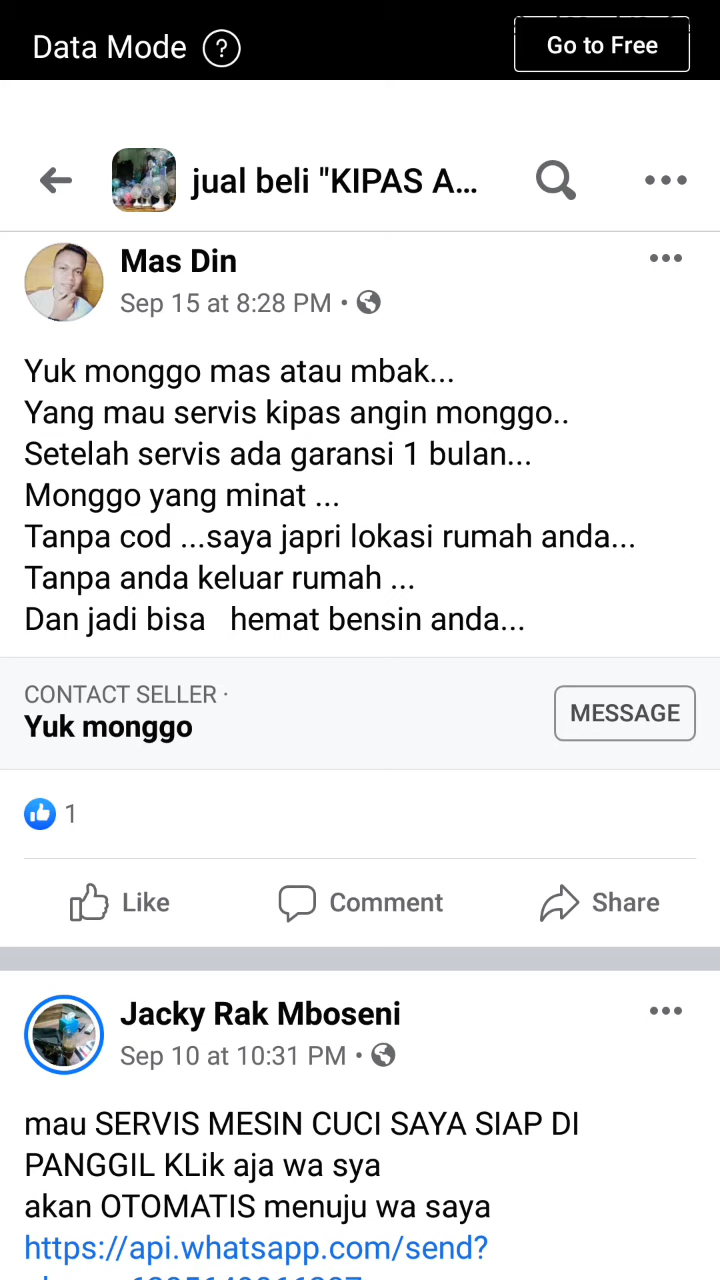 Data Mode ?
Go to Free
jual beli "KIPAS A...
Mas Din
Sep 15 at 8:28 PM •
Yuk monggo mas atau mbak...
Yang mau servis kipas angin monggo..
Setelah servis ada garansi 1 bulan...
Monggo yang minat ...
Tanpa cod ...saya japri lokasi rumah anda...
Tanpa anda keluar rumah ...
Dan jadi bisa   hemat bensin anda...
CONTACT SELLER ·
Yuk monggo
MESSAGE
1
Like
Comment
Share
Jacky Rak Mboseni
Sep 10 at 10:31 PM •
mau SERVIS MESIN CUCI SAYA SIAP DI
PANGGIL KLik aja wa sya
akan OTOMATIS menuju wa saya
https://api.whatsapp.com/send?